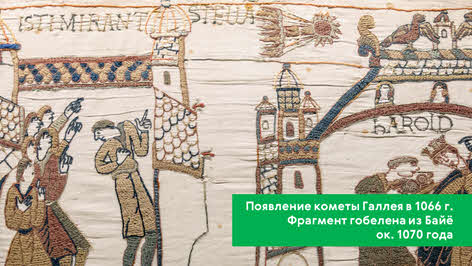 ISTI MIRANT STELLA
HAROLD
Появление кометы Галлея в 1066 г.
Фрагмент гобелена из Байё
ок. 1070 года